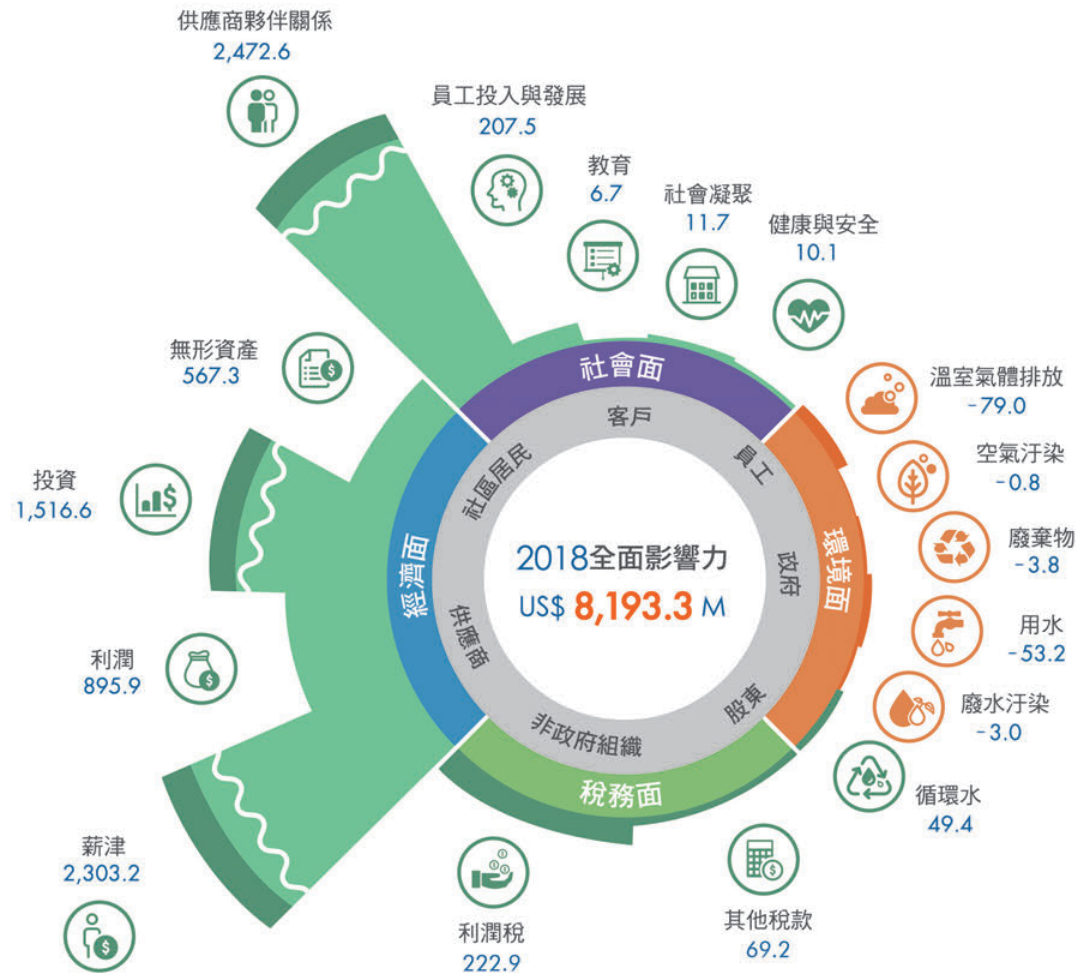 供應商夥伴關係
2,472.6
員工投入與發展
207.5
教育
6.7
社會凝聚
11.7
健康與安全
10.1
溫室氣體排放
-79.0
空氣汙染
-0.8
廢棄物
-3.8
用水
-53.2
廢水汙染
-3.0
循環水
49.4
其他稅款
69.2
利潤稅
222.9
薪津
2,303.2
利潤
895.9
投資
1,516.6
無形資產
567.3
社會面
環境面
稅務面
經濟面
客戶
員工
政府
股東
非政府組織
供應商
社區居民
2018全面影響力
US$ 8,193.3 M